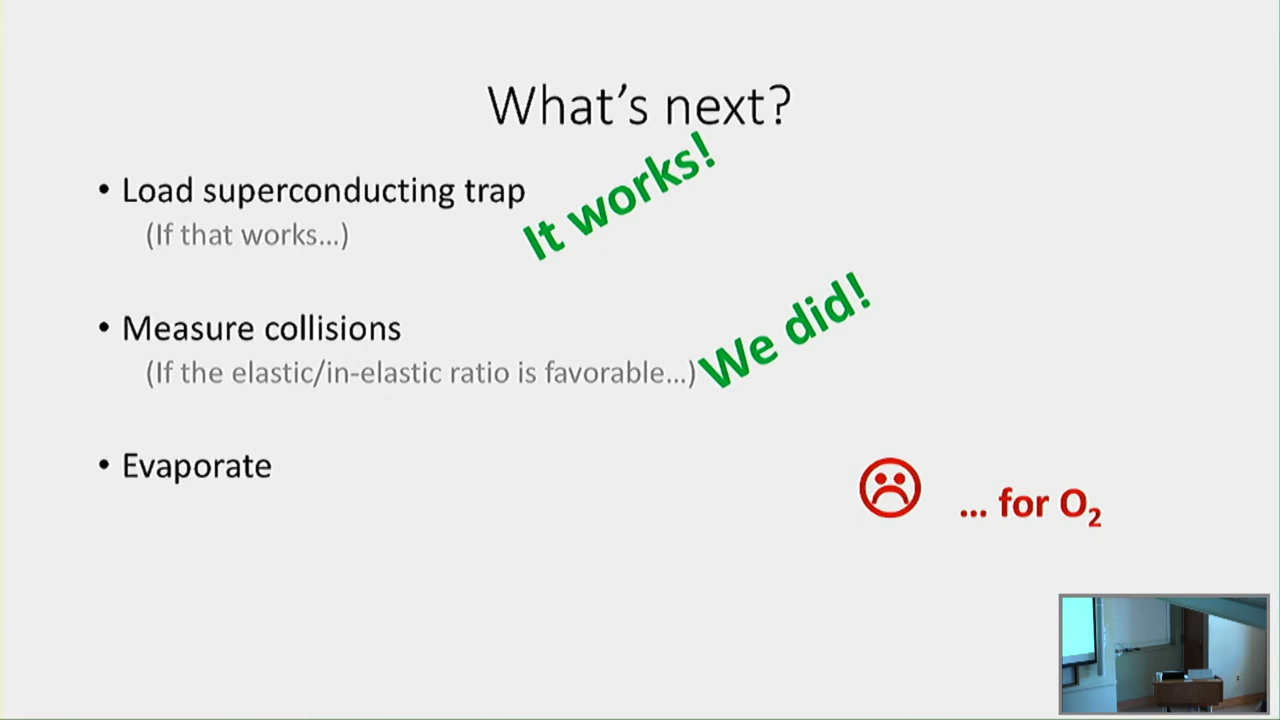 What's next?
• Load superconducting trap
(If that works...)
It works!
• Measure collisions
(If the elastic/in-elastic ratio is favorable...)
We did!
• Evaporate
☹ ... for O₂